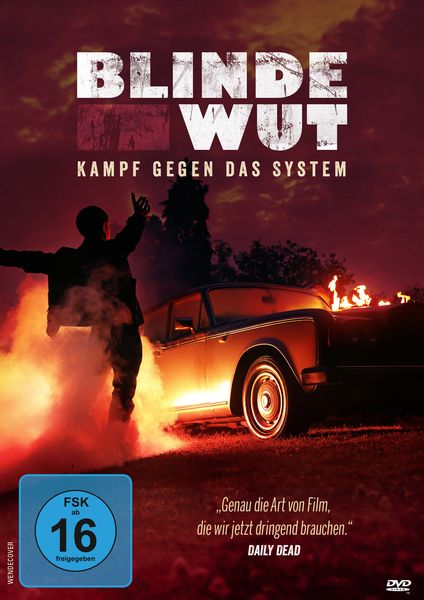 BLINDE
WUT
KAMPF GEGEN DAS SYSTEM
„Genau die Art von Film,
die wir jetzt dringend brauchen.“
DAILY DEAD
FSK
ab
16
freigegeben
WENDECOVER
DVD
VIDEO